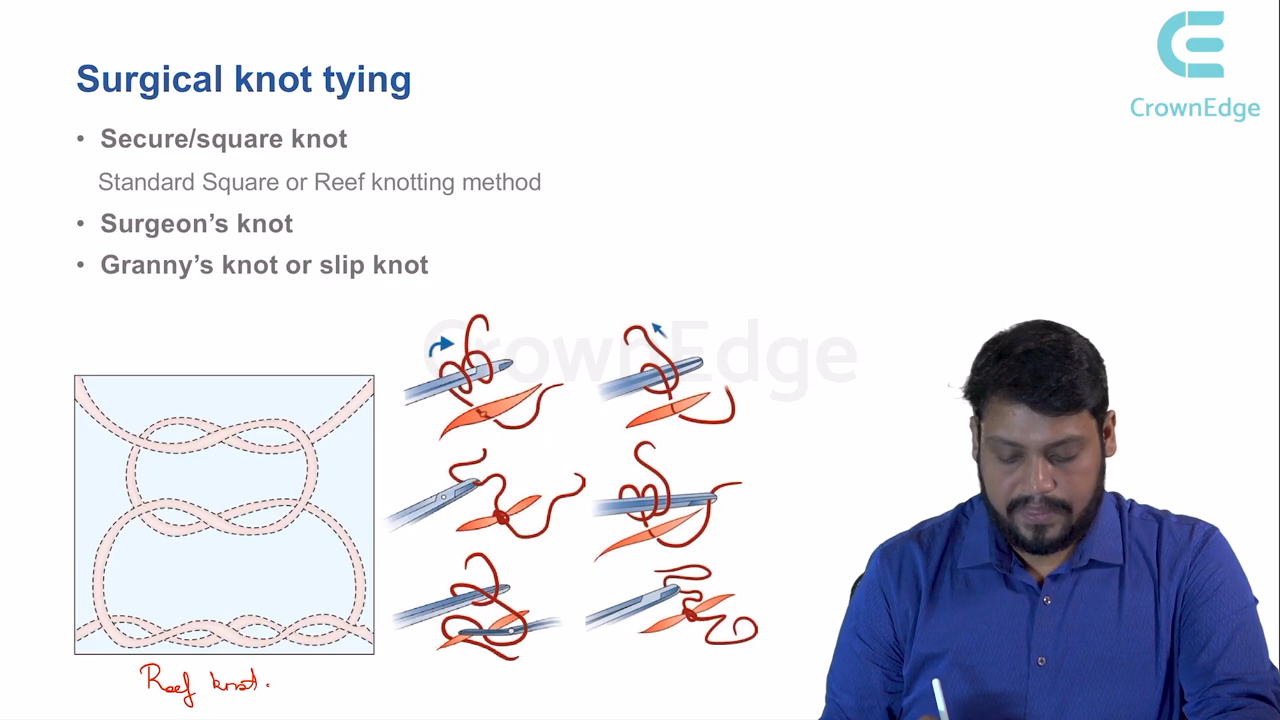 CrownEdge
Surgical knot tying
• Secure/square knot
Standard Square or Reef knotting method
• Surgeon’s knot
• Granny’s knot or slip knot
CrownEdge
Reef knot.